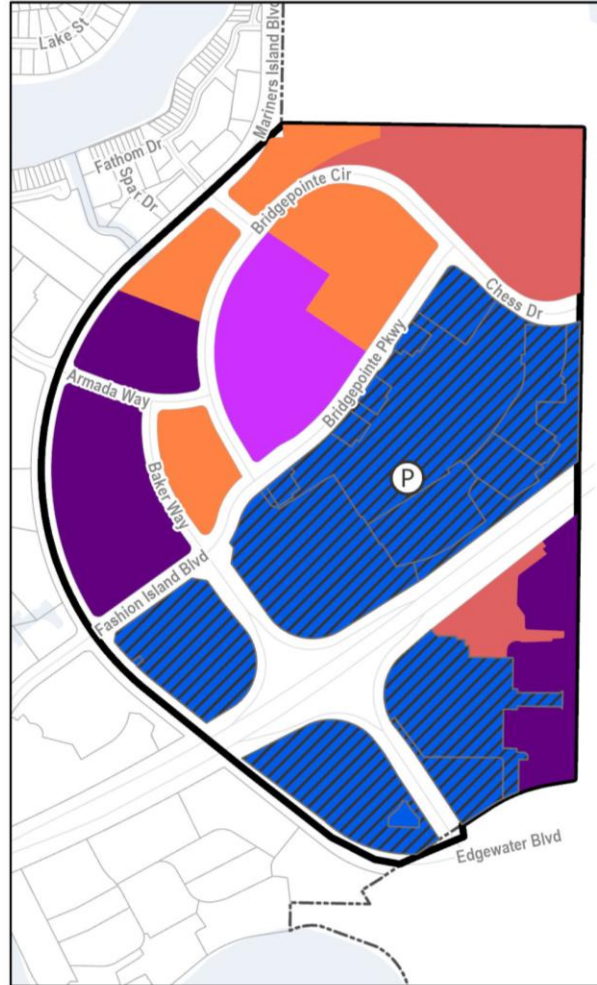 Lake St
Mariners Island Blvd
Fathom Dr
Spar Dr
Bridgepointe Cir
Chess Dr
Bridgepointe Pkwy
Armada Way
Baker Way
P
Fashion Island Blvd
Edgewater Blvd